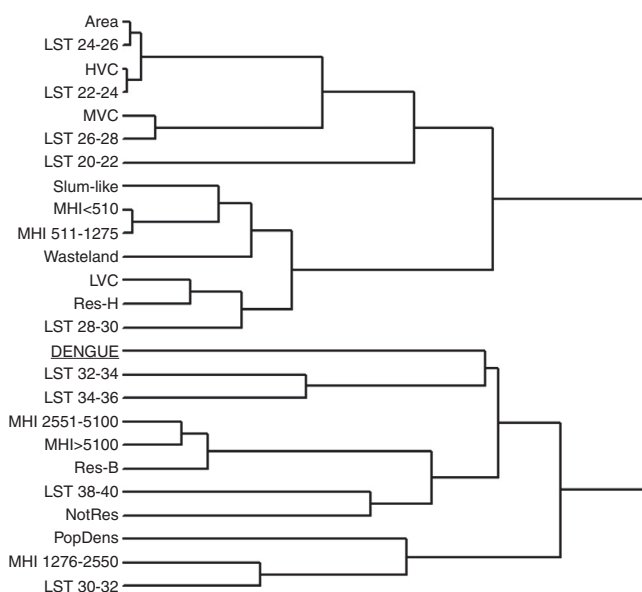 Area
LST 24-26
HVC
LST 22-24
MVC
LST 26-28
LST 20-22
Slum-like
MHI<510
MHI 511-1275
Wasteland
LVC
Res-H
LST 28-30
DENGUE
LST 32-34
LST 34-36
MHI 2551-5100
MHI>5100
Res-B
LST 38-40
NotRes
PopDens
MHI 1276-2550
LST 30-32